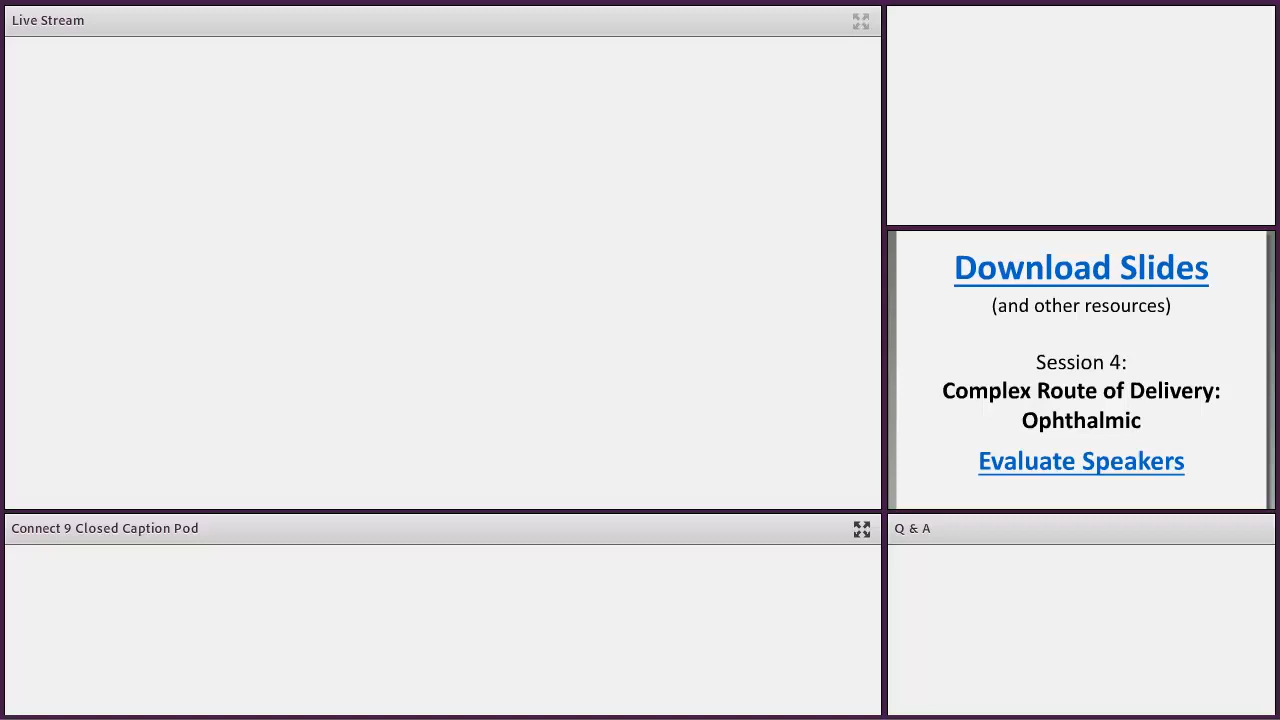 Live Stream
Download Slides
(and other resources)
Session 4:
Complex Route of Delivery:
Ophthalmic
Evaluate Speakers
Connect 9 Closed Caption Pod
Q & A